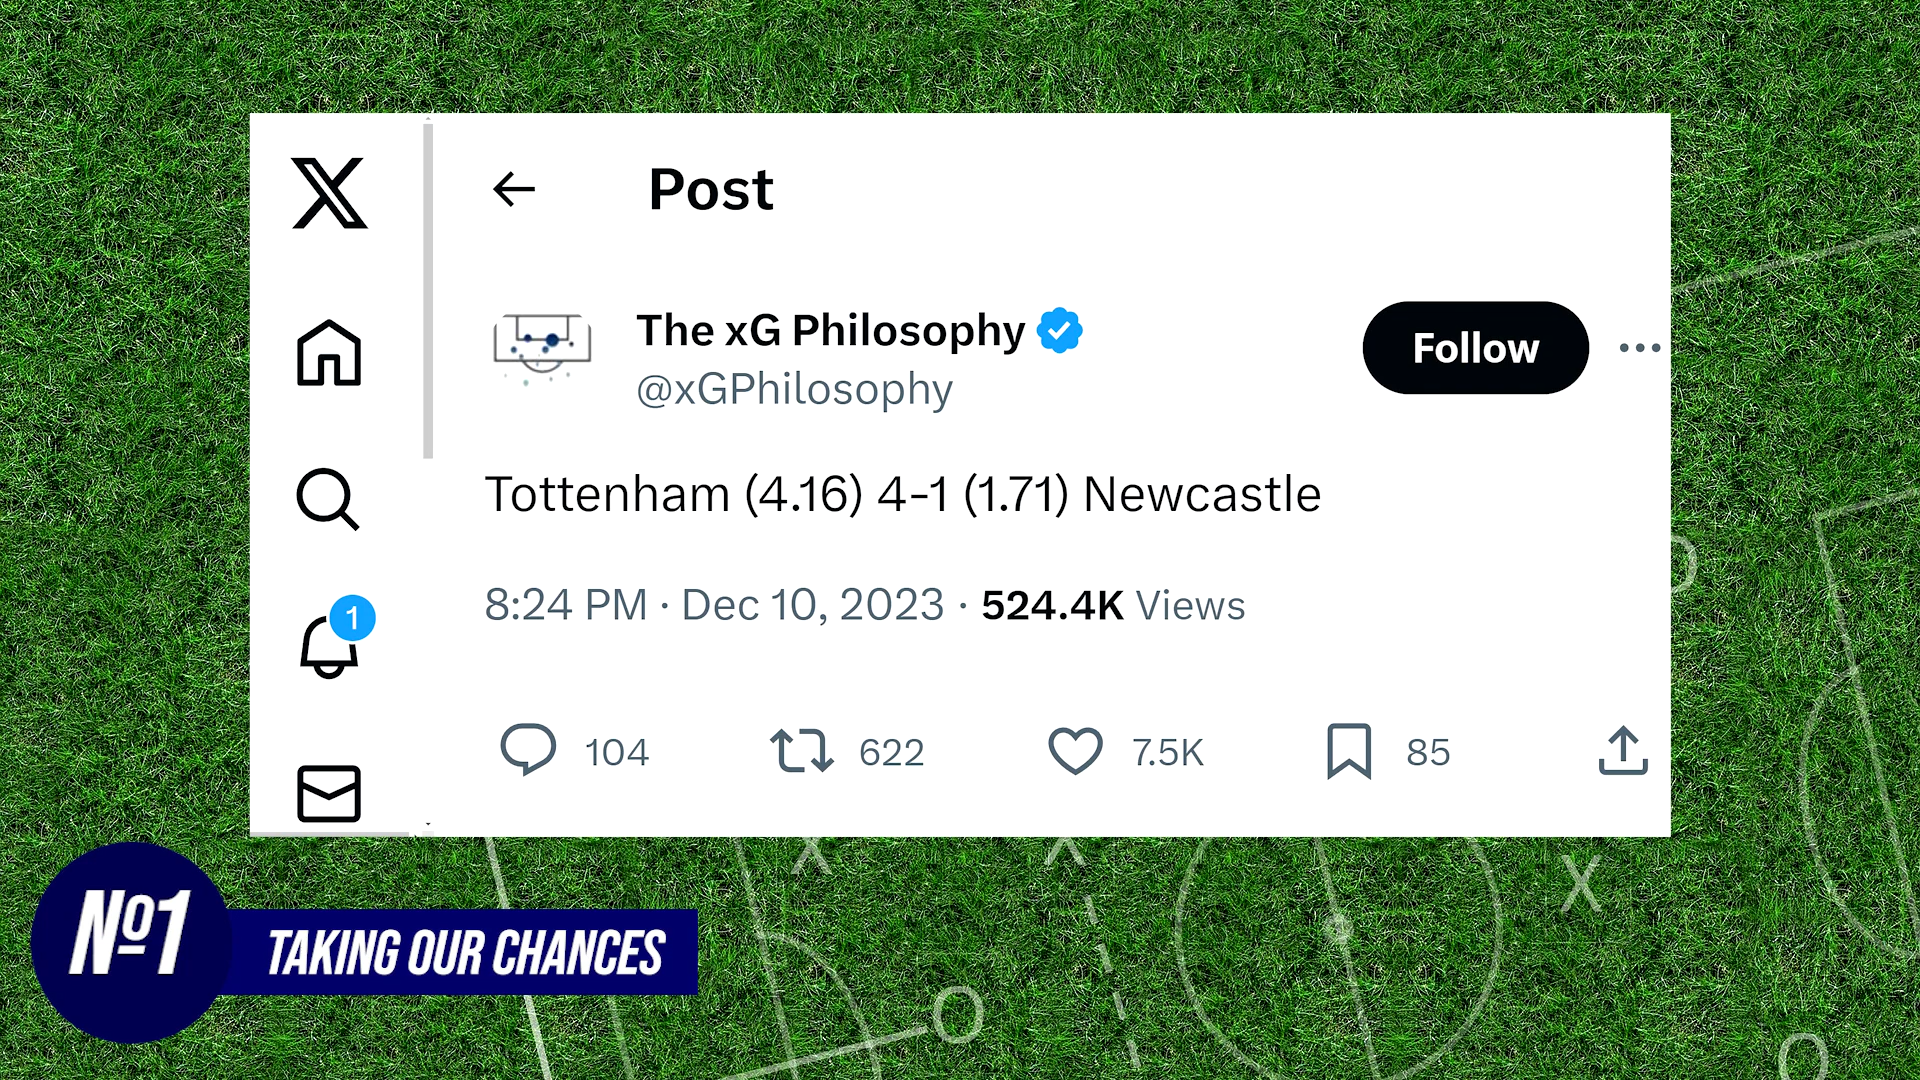 Post
The xG Philosophy
@xGPhilosophy
Follow
Tottenham (4.16) 4-1 (1.71) Newcastle
8:24 PM · Dec 10, 2023 · 524.4K Views
1
104 622 7.5K 85
Nº1
TAKING OUR CHANCES
X X X
O O O